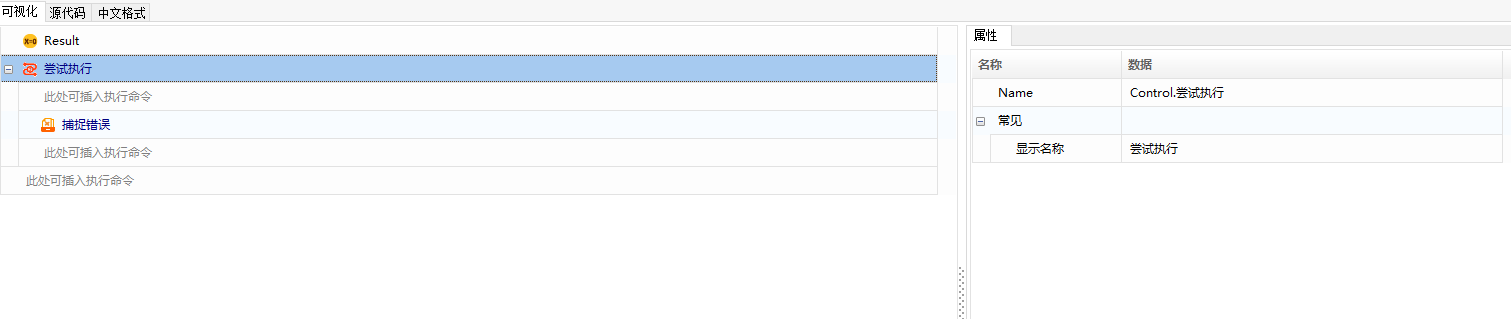 可视化 源代码 中文格式
Result
尝试执行
此处可插入执行命令
捕捉错误
此处可插入执行命令
此处可插入执行命令
属性
名称 数据
Name Control.尝试执行
常见
显示名称 尝试执行